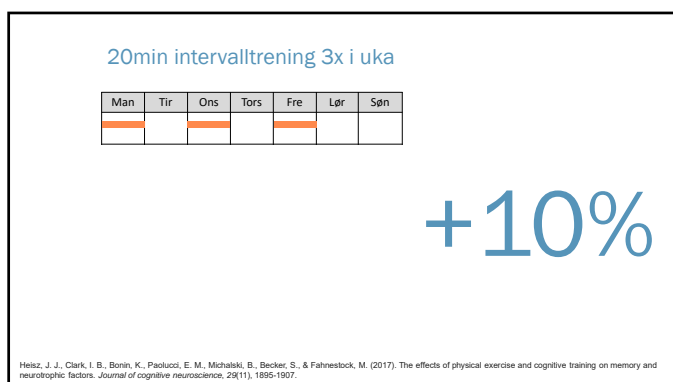 20min intervalltrening 3x i uka
Man Tir Ons Tors Fre Lør Søn
+10%
Heisz, J. J., Clark, I. B., Bonin, K., Paolucci, E. M., Michalski, B., Becker, S., & Fahnestock, M. (2017). The effects of physical exercise and cognitive training on memory and
neurotrophic factors. Journal of cognitive neuroscience, 29(11), 1895-1907.